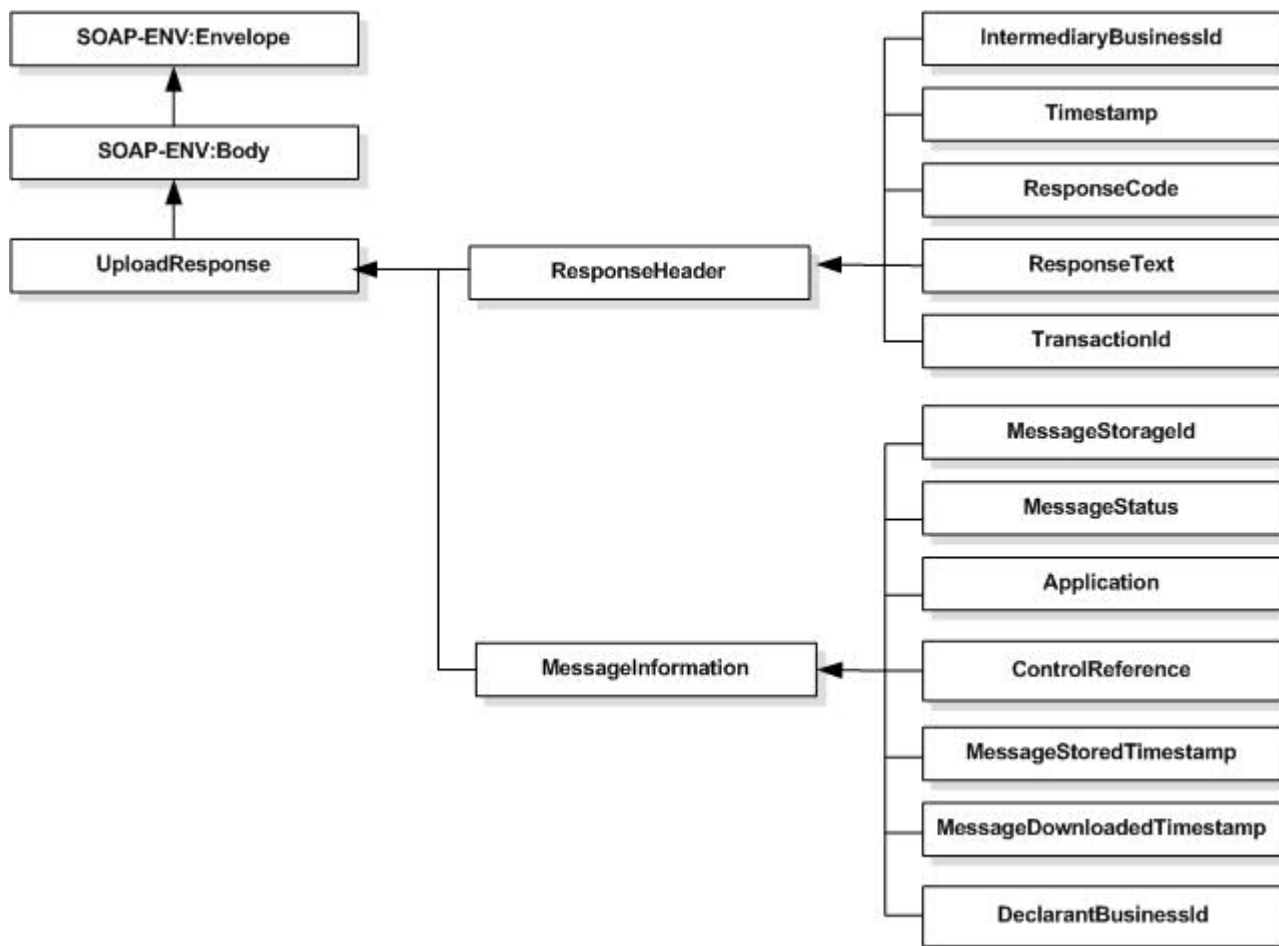 SOAP-ENV:Envelope
SOAP-ENV:Body
UploadResponse
ResponseHeader
IntermediaryBusinessId
Timestamp
ResponseCode
ResponseText
TransactionId
MessageInformation
MessageStorageId
MessageStatus
Application
ControlReference
MessageStoredTimestamp
MessageDownloadedTimestamp
DeclarantBusinessId